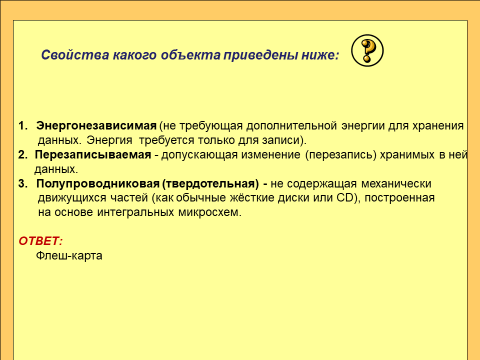 Свойства какого объекта приведены ниже:
1. Энергонезависимая (не требующая дополнительной энергии для хранения
данных. Энергия требуется только для записи).
2. Перезаписываемая - допускающая изменение (перезапись) хранимых в ней
данных.
3. Полупроводниковая (твердотельная) - не содержащая механически
движущихся частей (как обычные жёсткие диски или CD), построенная
на основе интегральных микросхем.
ОТВЕТ:
Флеш-карта